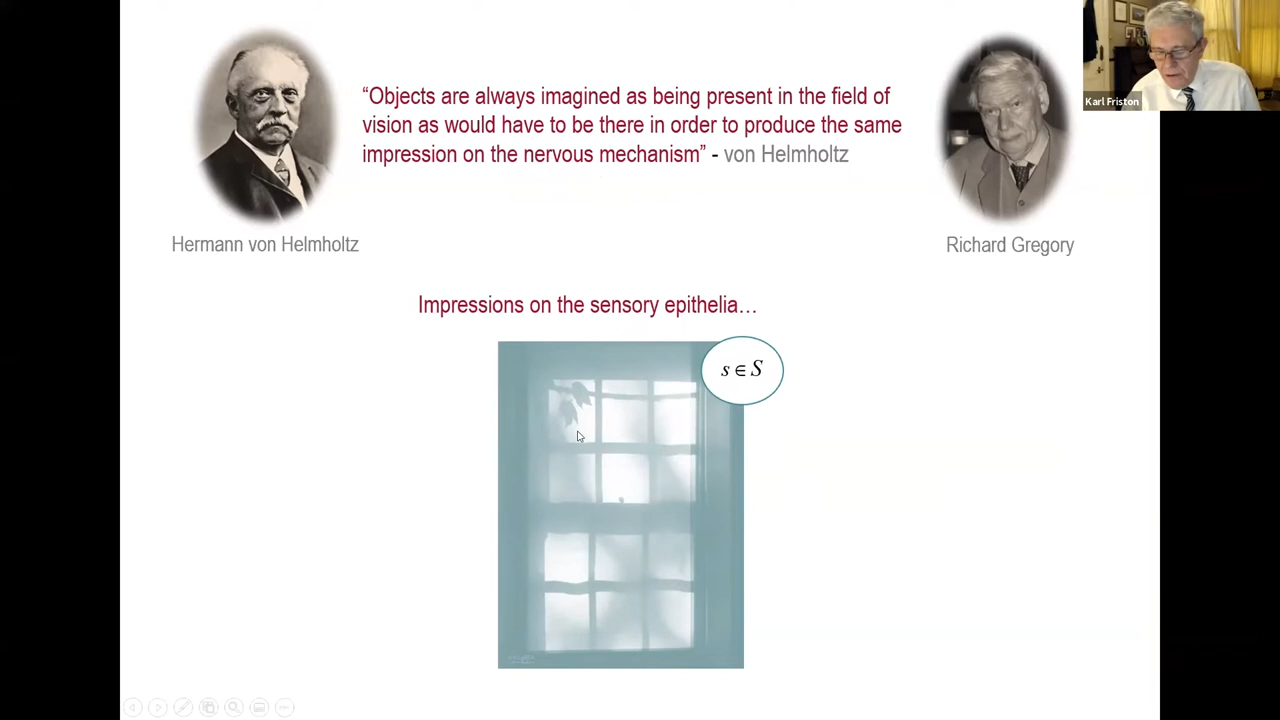 “Objects are always imagined as being present in the field of
vision as would have to be there in order to produce the same
impression on the nervous mechanism” - von Helmholtz
Karl Friston
Hermann von Helmholtz
Richard Gregory
Impressions on the sensory epithelia…
s ∈ S